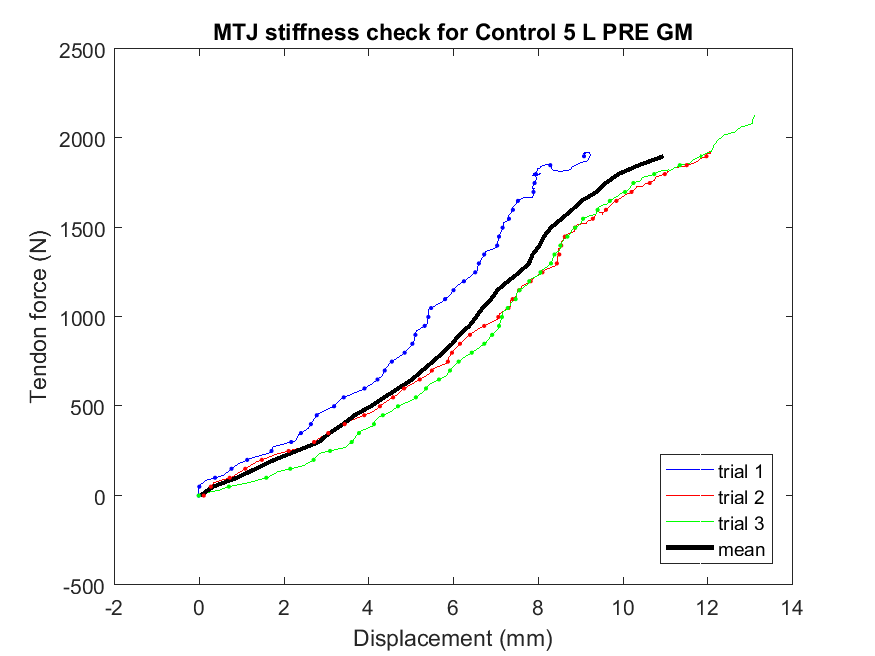 MTJ stiffness check for Control 5 L PRE GM
2500
2000
1500
1000
500
0
-500
Tendon force (N)
trial 1
trial 2
trial 3
mean
-2 0 2 4 6 8 10 12 14
Displacement (mm)